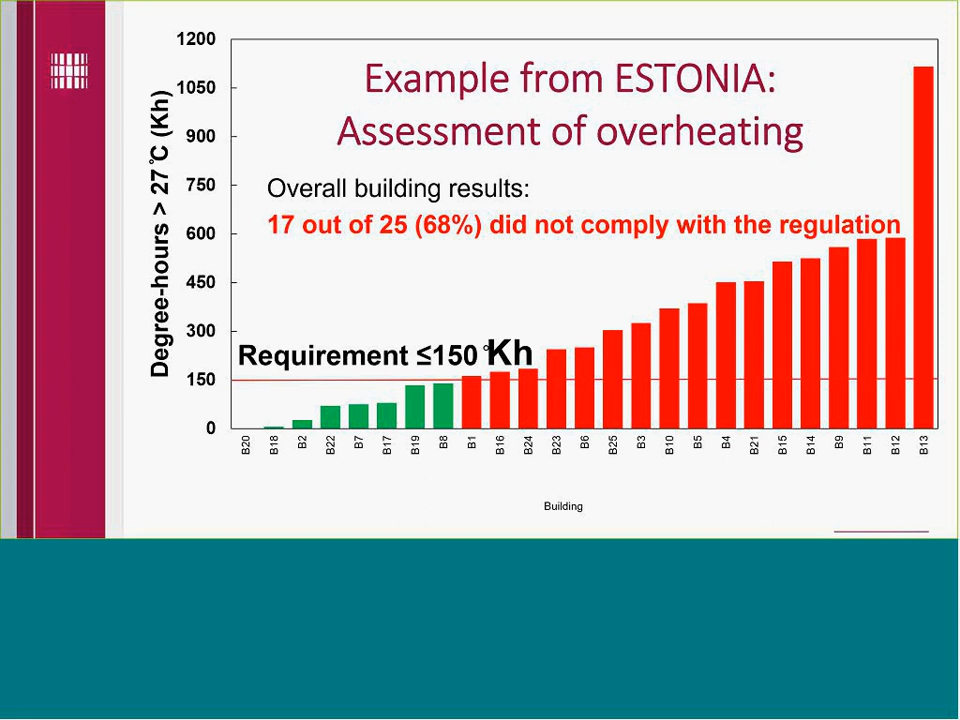 Example from ESTONIA:
Assessment of overheating
Overall building results:
17 out of 25 (68%) did not comply with the regulation
Requirement ≤150 °Kh
Degree-hours > 27 °C (Kh)
1200
1050
900
750
600
450
300
150
0
B20
B18
B2
B22
B7
B17
B19
B8
B1
B16
B24
B23
B6
B25
B3
B10
B5
B4
B21
B15
B14
B9
B11
B12
B13
Building